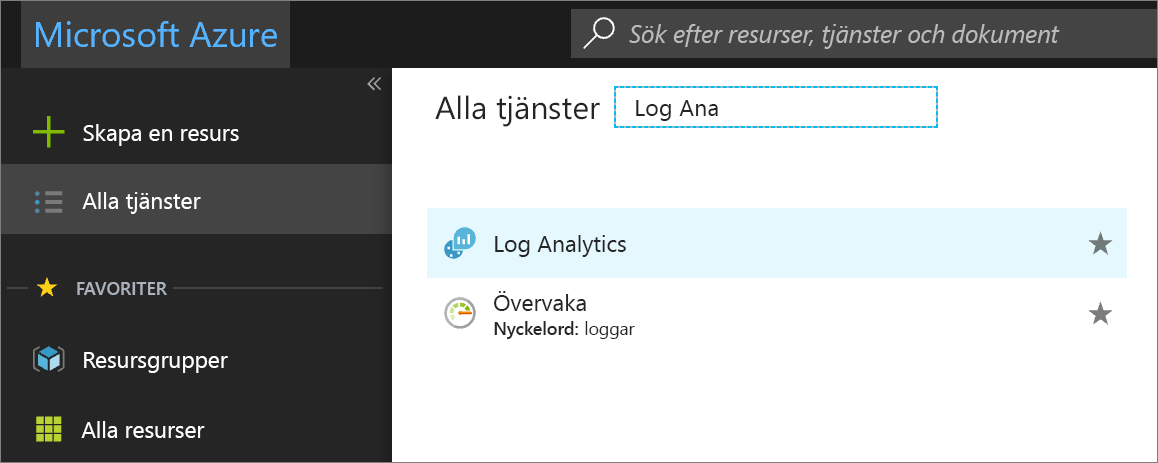 Microsoft Azure
Sök efter resurser, tjänster och dokument
Skapa en resurs
Alla tjänster
FAVORITER
Resursgrupper
Alla resurser
Alla tjänster
Log Ana
Log Analytics
Övervaka
Nyckelord: loggar